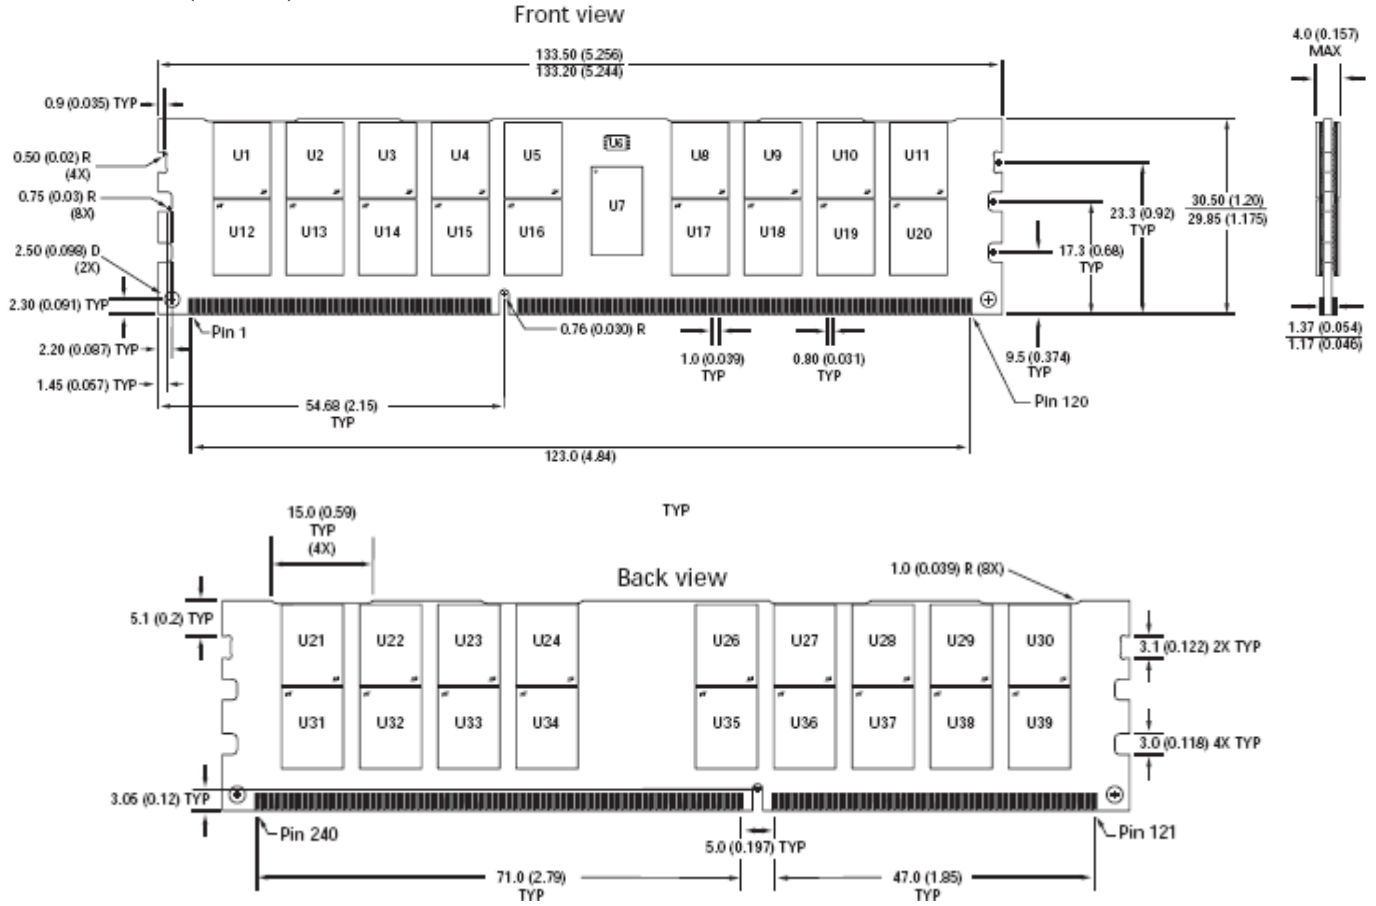 Front view
133.50 (5.256)
133.20 (5.244)
4.0 (0.157)
MAX
0.9 (0.035) TYP
0.50 (0.02) R
(4X)
0.75 (0.03) R
(8X)
2.50 (0.098) D
(2X)
2.30 (0.091) TYP
2.20 (0.087) TYP
1.45 (0.057) TYP
U1 U2 U3 U4 U5 U6 U8 U9 U10 U11
U7
U12 U13 U14 U15 U16 U17 U18 U19 U20
23.3 (0.92)
TYP
30.50 (1.20)
29.85 (1.175)
17.3 (0.68)
TYP
Pin 1
0.76 (0.030) R
1.0 (0.039)
TYP
0.80 (0.031)
TYP
9.5 (0.374)
TYP
1.37 (0.054)
1.17 (0.046)
54.68 (2.15)
TYP
Pin 120
123.0 (4.84)
TYP
15.0 (0.59)
TYP
(4X)
Back view
1.0 (0.039) R (8X)
5.1 (0.2) TYP
U21 U22 U23 U24 U26 U27 U28 U29 U30
3.1 (0.122) 2X TYP
U31 U32 U33 U34 U35 U36 U37 U38 U39
3.0 (0.118) 4X TYP
3.05 (0.12) TYP
Pin 240
5.0 (0.197) TYP
Pin 121
71.0 (2.79)
TYP
47.0 (1.85)
TYP